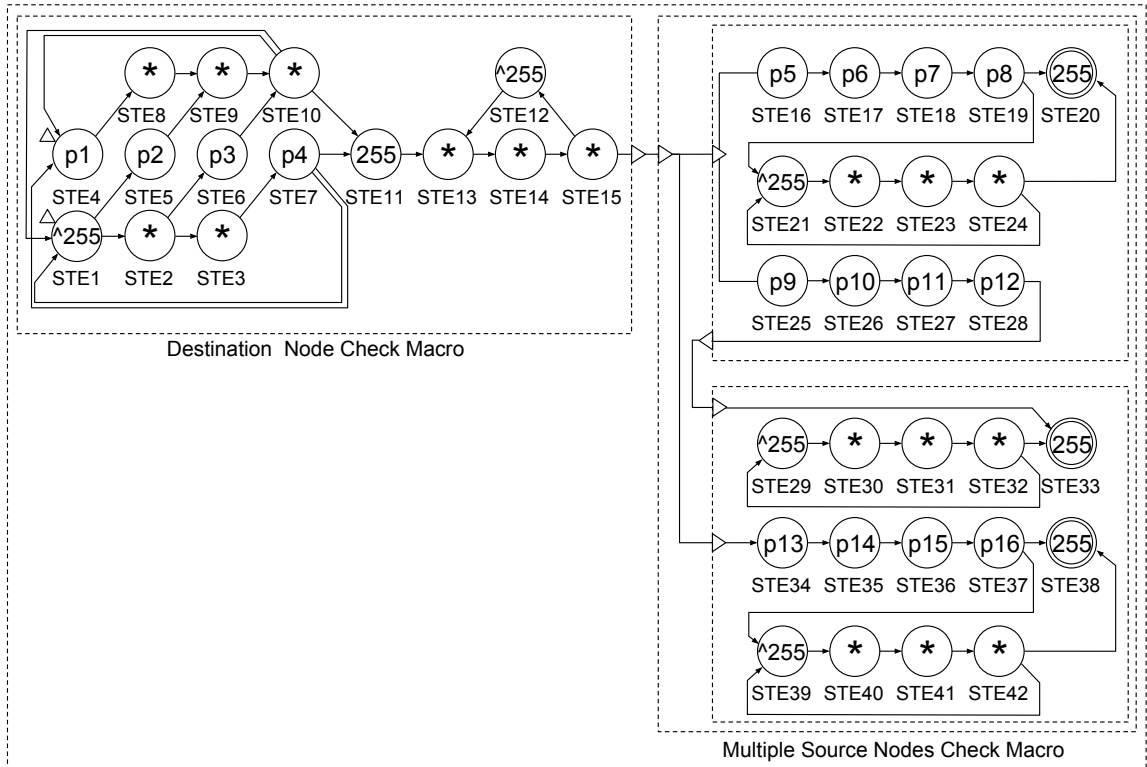 * * * ^255 p5 p6 p7 p8 255
STE8 STE9 STE10 STE12 STE16 STE17 STE18 STE19 STE20
p1 p2 p3 p4 255 * * * ^255 * * *
STE4 STE5 STE6 STE7 STE11 STE13 STE14 STE15 STE21 STE22 STE23 STE24
^255 * *
STE1 STE2 STE3
p9 p10 p11 p12
STE25 STE26 STE27 STE28
Destination Node Check Macro
^255 * * * 255
STE29 STE30 STE31 STE32 STE33
p13 p14 p15 p16 255
STE34 STE35 STE36 STE37 STE38
^255 * * *
STE39 STE40 STE41 STE42
Multiple Source Nodes Check Macro